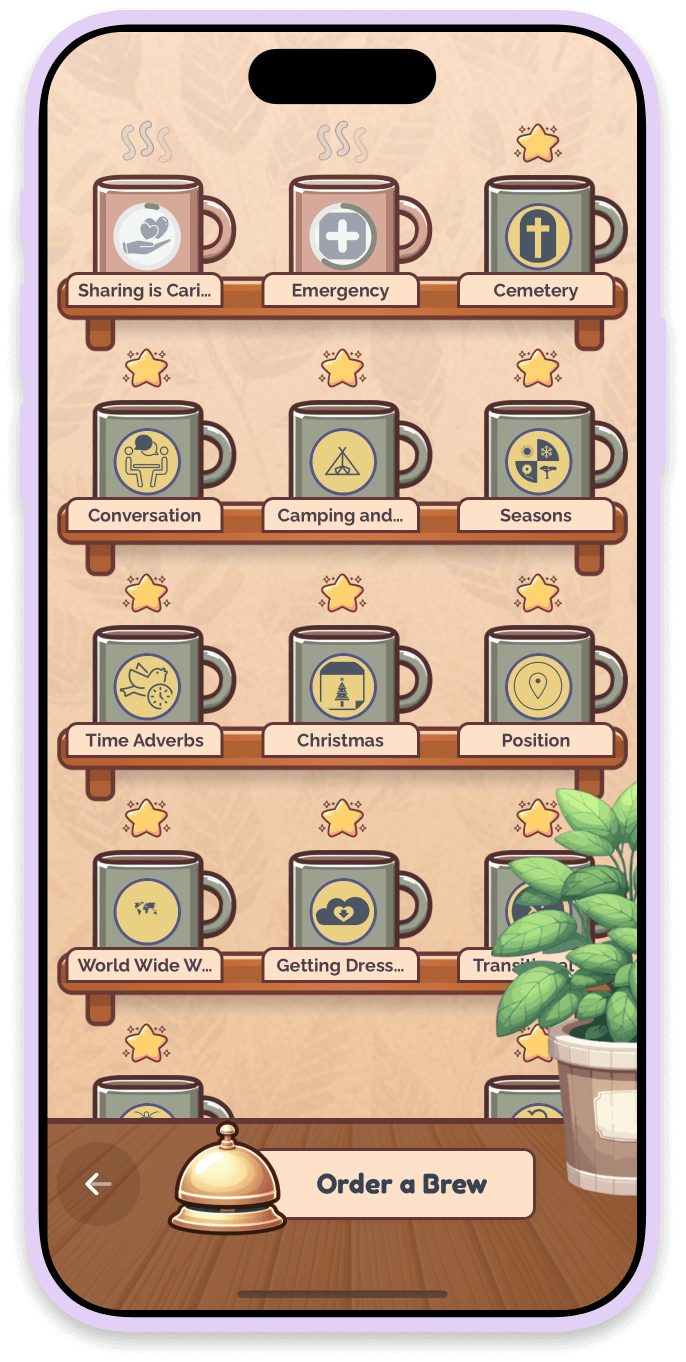 Sharing is Cari...
Emergency
Cemetery
Conversation
Camping and...
Seasons
Time Adverbs
Christmas
Position
World Wide W...
Getting Dress...
Order a Brew